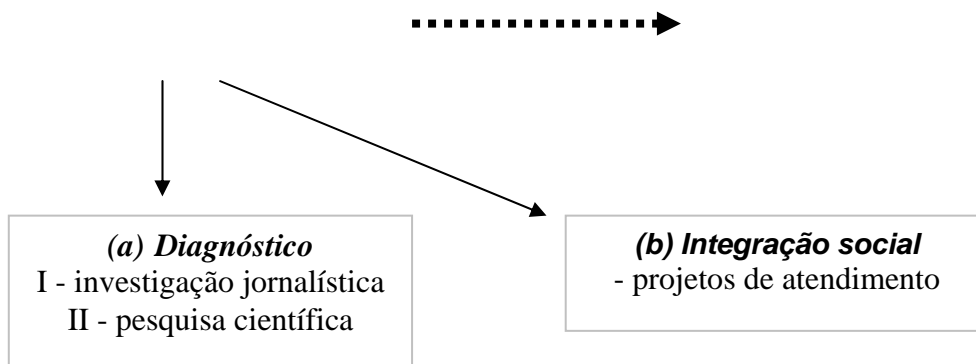 (a) Diagnóstico
I - investigação jornalística
II - pesquisa científica
(b) Integração social
- projetos de atendimento